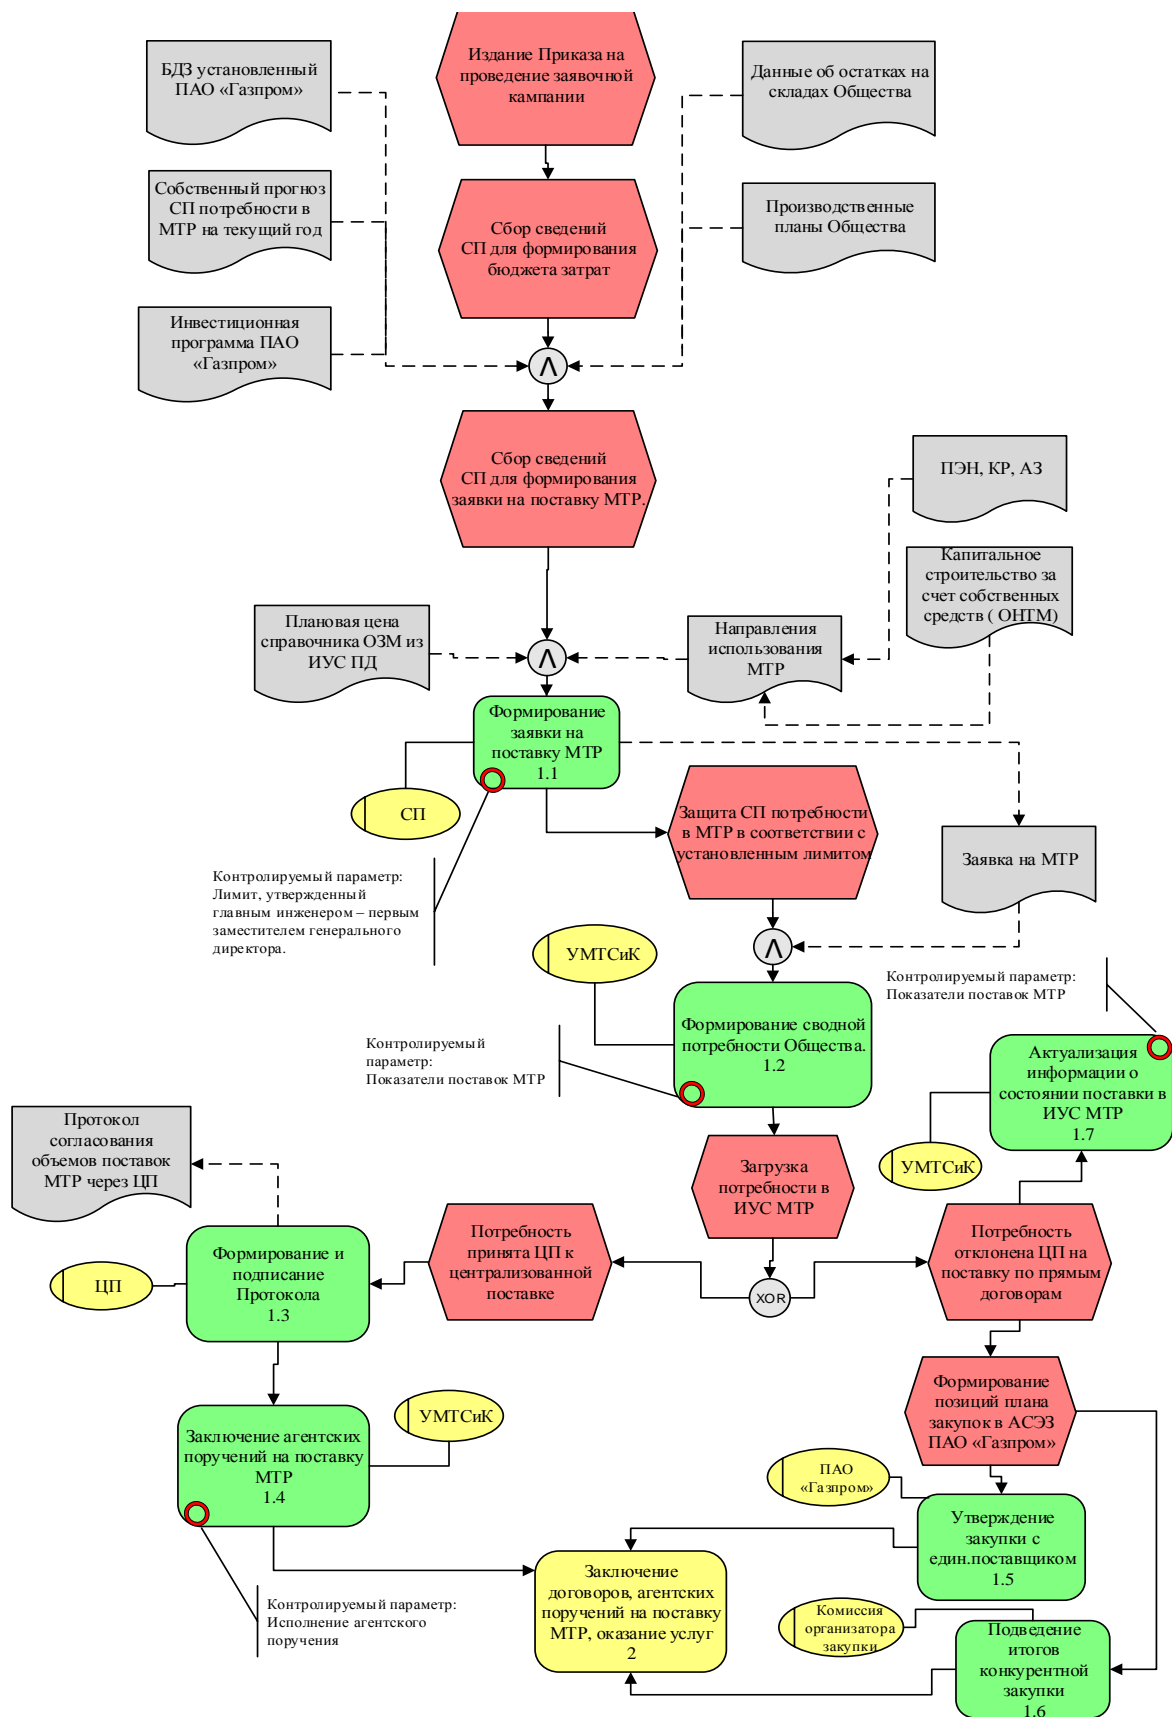 Издание Приказа на
проведение заявочной
кампании
БДЗ установленный
ПАО «Газпром»
Данные об остатках на
складах Общества
Собственный прогноз
СП потребности в
МТР на текущий год
Сбор сведений
СП для формирования
бюджета затрат
Производственные
планы Общества
Инвестиционная
программа ПАО
«Газпром»
Λ
Сбор сведений
СП для формирования
заявки на поставку МТР.
ПЭН, КР, АЗ
Капитальное
строительство за
счет собственных
средств ( ОНТМ)
Плановая цена
справочника ОЗМ из
ИУС ПД
Λ
Направления
использования
МТР
Формирование
заявки на
поставку МТР
1.1
СП
Защита СП потребности
в МТР в соответствии с
установленным лимитом
Заявка на МТР
Контролируемый параметр:
Лимит, утвержденный
главным инженером – первым
заместителем генерального
директора.
Λ
УМТСиК
Контролируемый параметр:
Показатели поставок МТР
Формирование сводной
потребности Общества.
1.2
Контролируемый
параметр:
Показатели поставок МТР
Актуализация
информации о
состоянии поставки в
ИУС МТР
1.7
УМТСиК
Протокол
согласования
объемов поставок
МТР через ЦП
Загрузка
потребности в
ИУС МТР
Формирование и
подписание
Протокола
1.3
ЦП
Потребность
принята ЦП к
централизованной
поставке
XOR
Потребность
отклонена ЦП на
поставку по прямым
договорам
Формирование
позиций плана
закупок в АСЭЗ
ПАО «Газпром»
УМТСиК
Заключение агентских
поручений на поставку
МТР
1.4
ПАО
«Газпром»
Утверждение
закупки с
един.поставщиком
1.5
Заключение
договоров, агентских
поручений на поставку
МТР, оказание услуг
2
Контролируемый параметр:
Исполнение агентского
поручения
Комиссия
организатора
закупки
Подведение
итогов
конкурентной
закупки
1.6